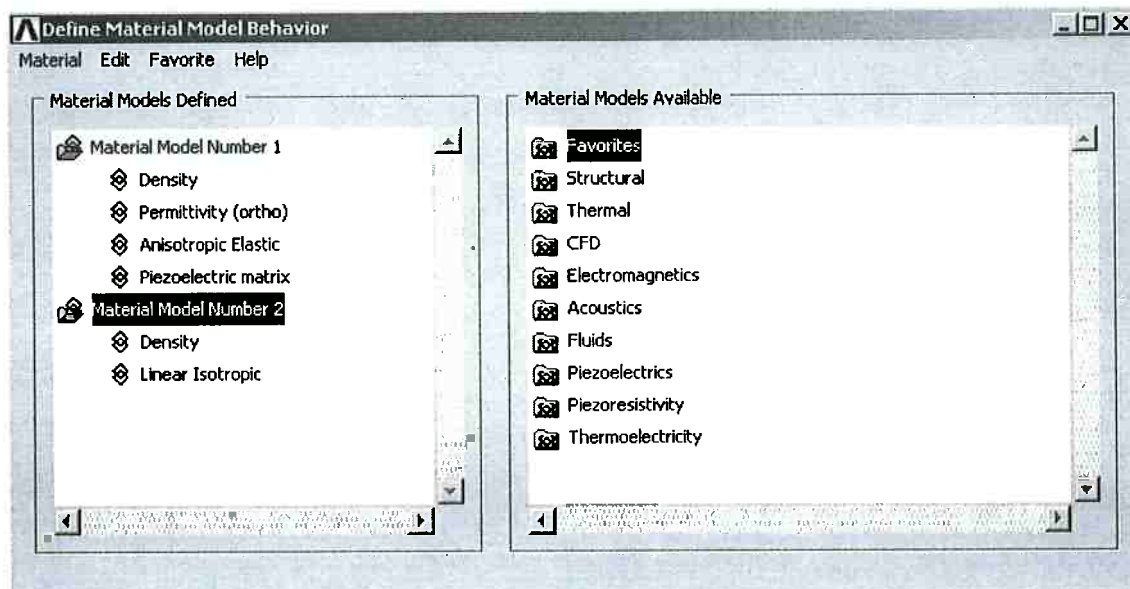 Define Material Model Behavior
Material Edit Favorite Help
Material Models Defined
Material Model Number 1
Density
Permittivity (ortho)
Anisotropic Elastic
Piezoelectric matrix
Material Model Number 2
Density
Linear Isotropic
Material Models Available
Favorites
Structural
Thermal
CFD
Electromagnetics
Acoustics
Fluids
Piezoelectrics
Piezoresistivity
Thermoelectricity